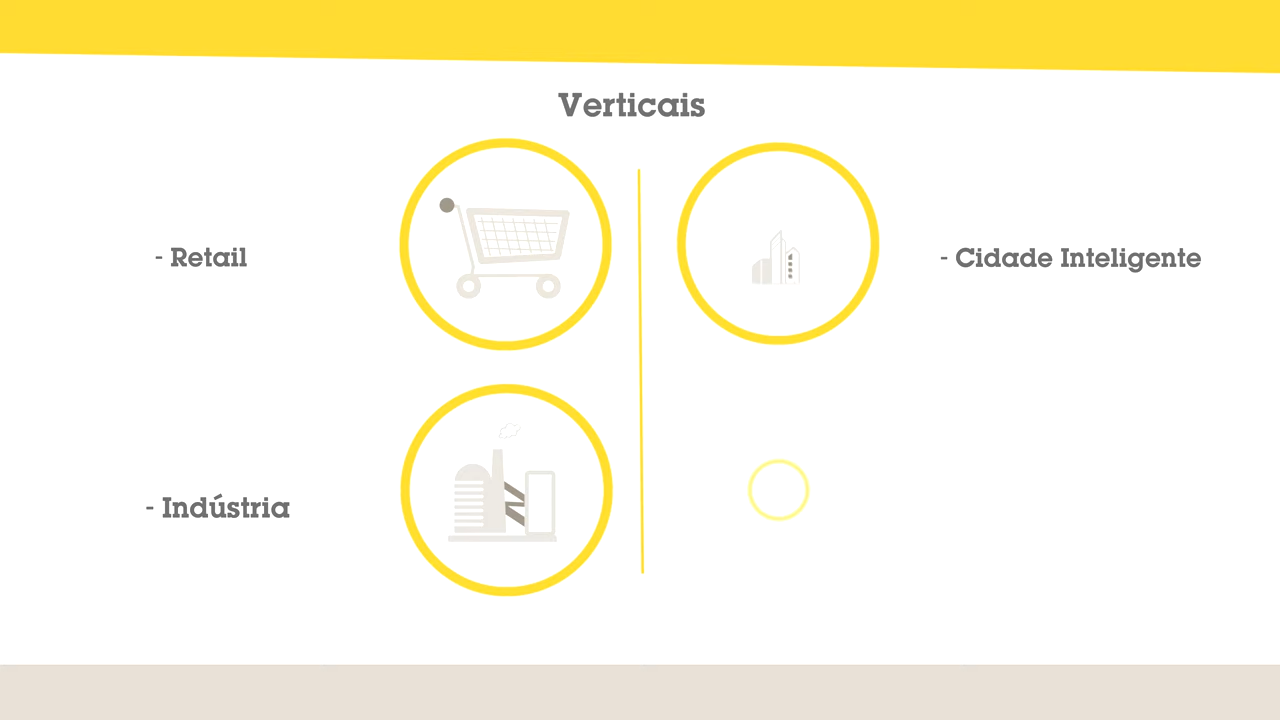 Verticais
- Retail
- Cidade Inteligente
- Indústria